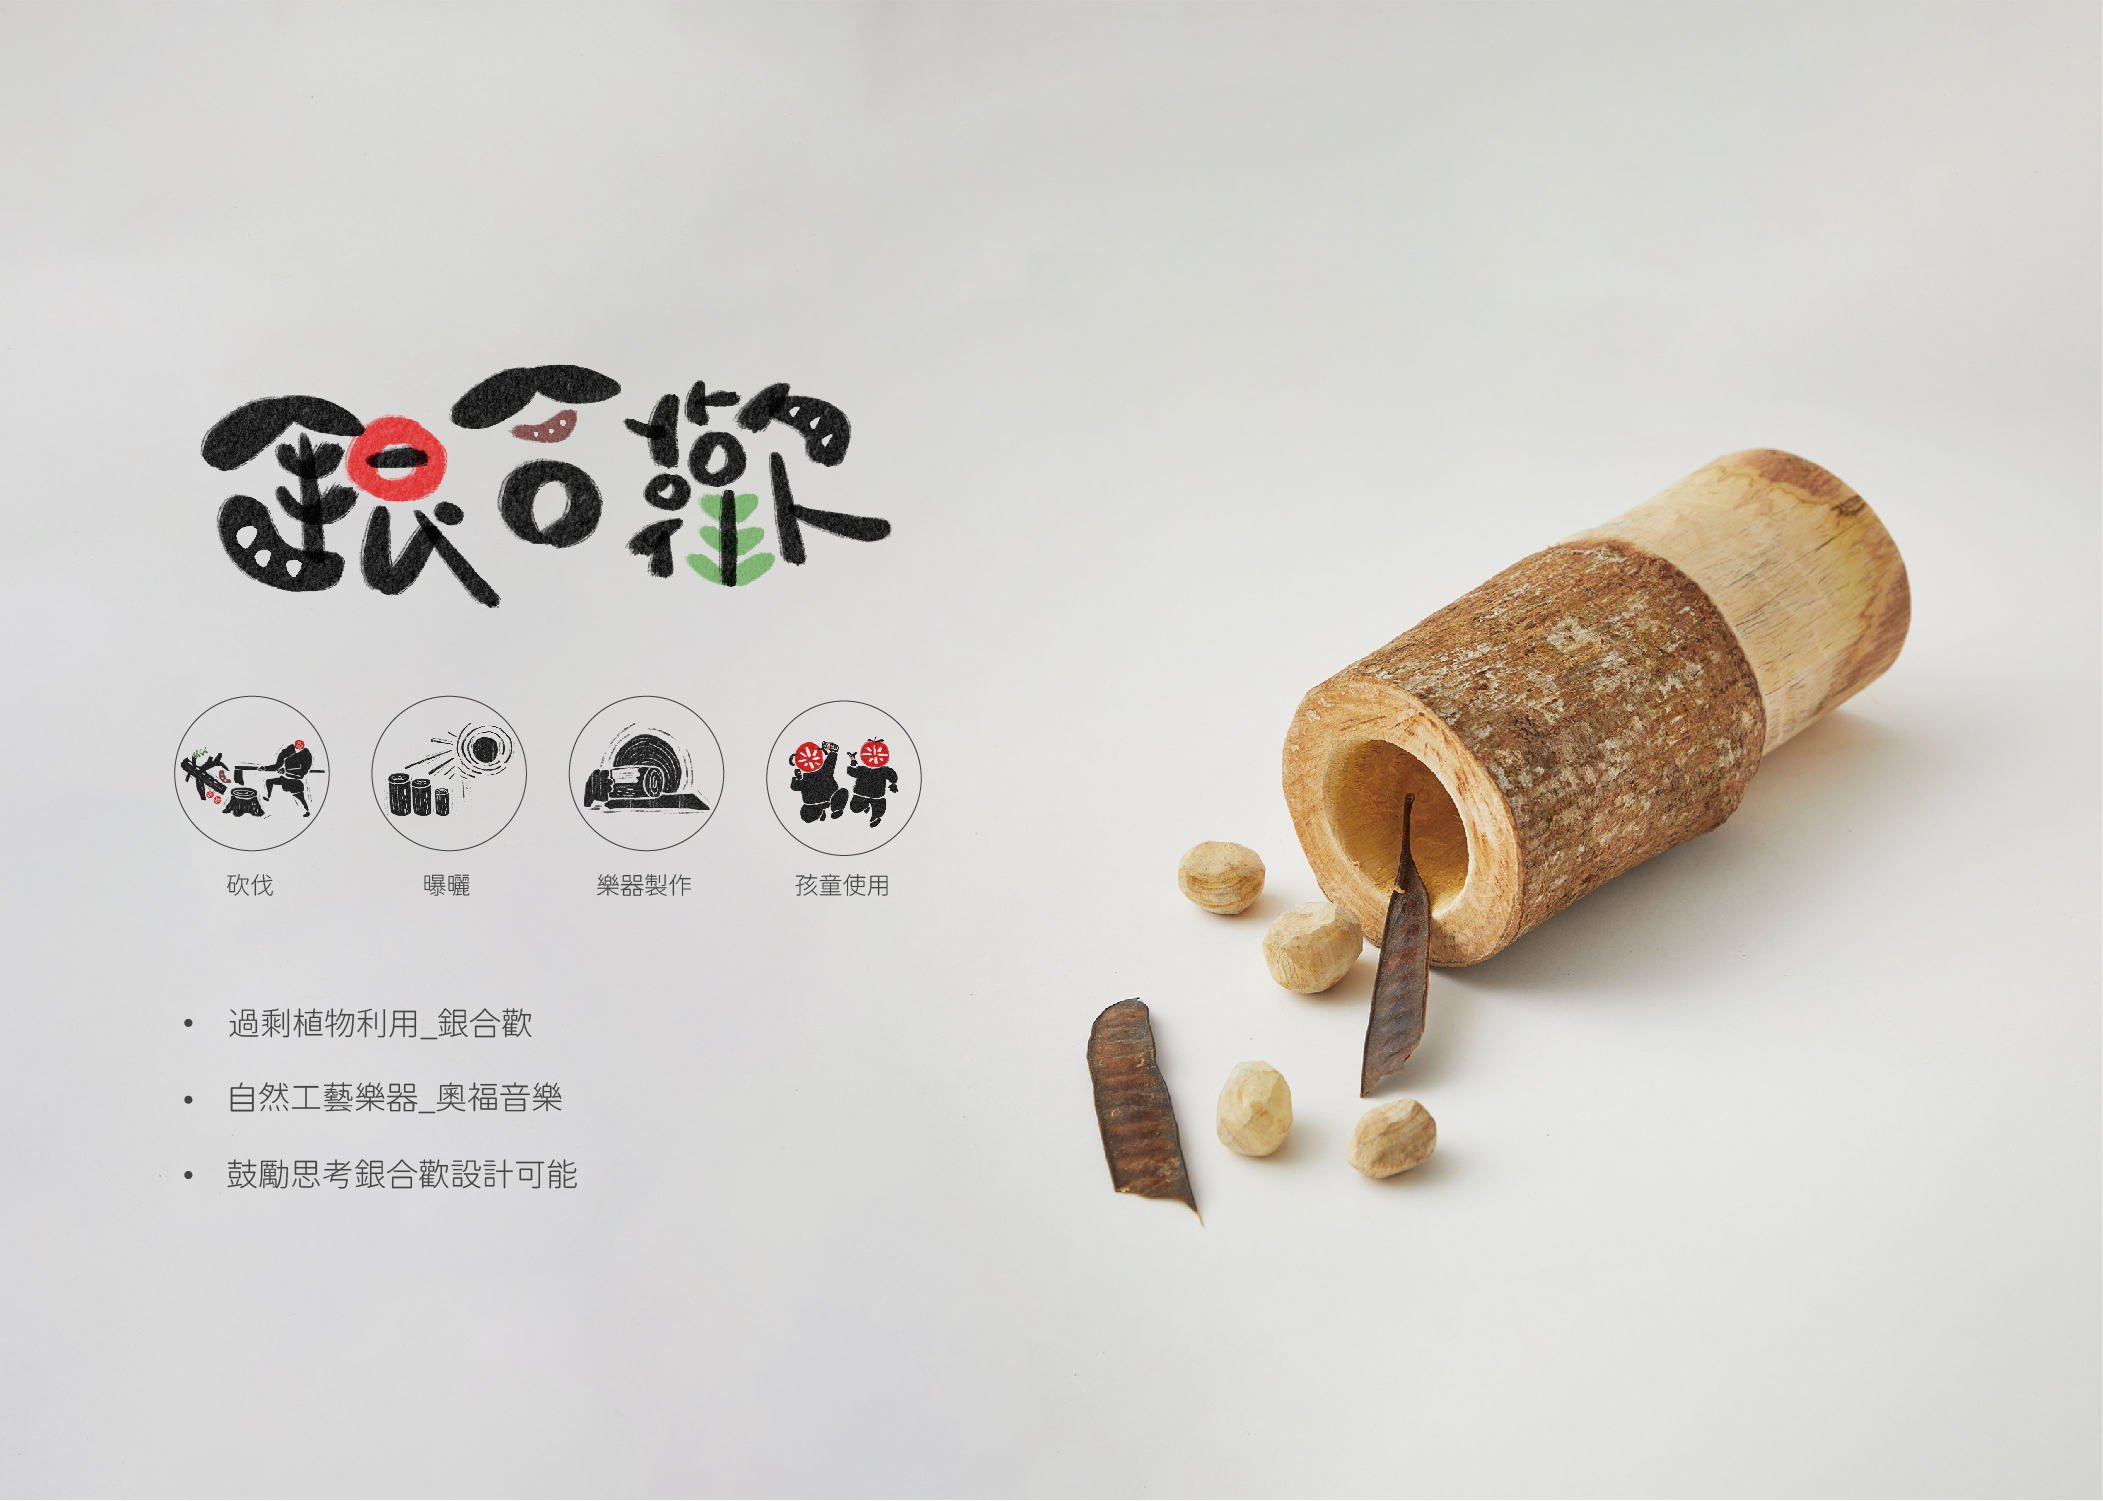 銀合歡
砍伐
曝曬
樂器製作
孩童使用
• 過剩植物利用_銀合歡
• 自然工藝樂器_奧福音樂
• 鼓勵思考銀合歡設計可能